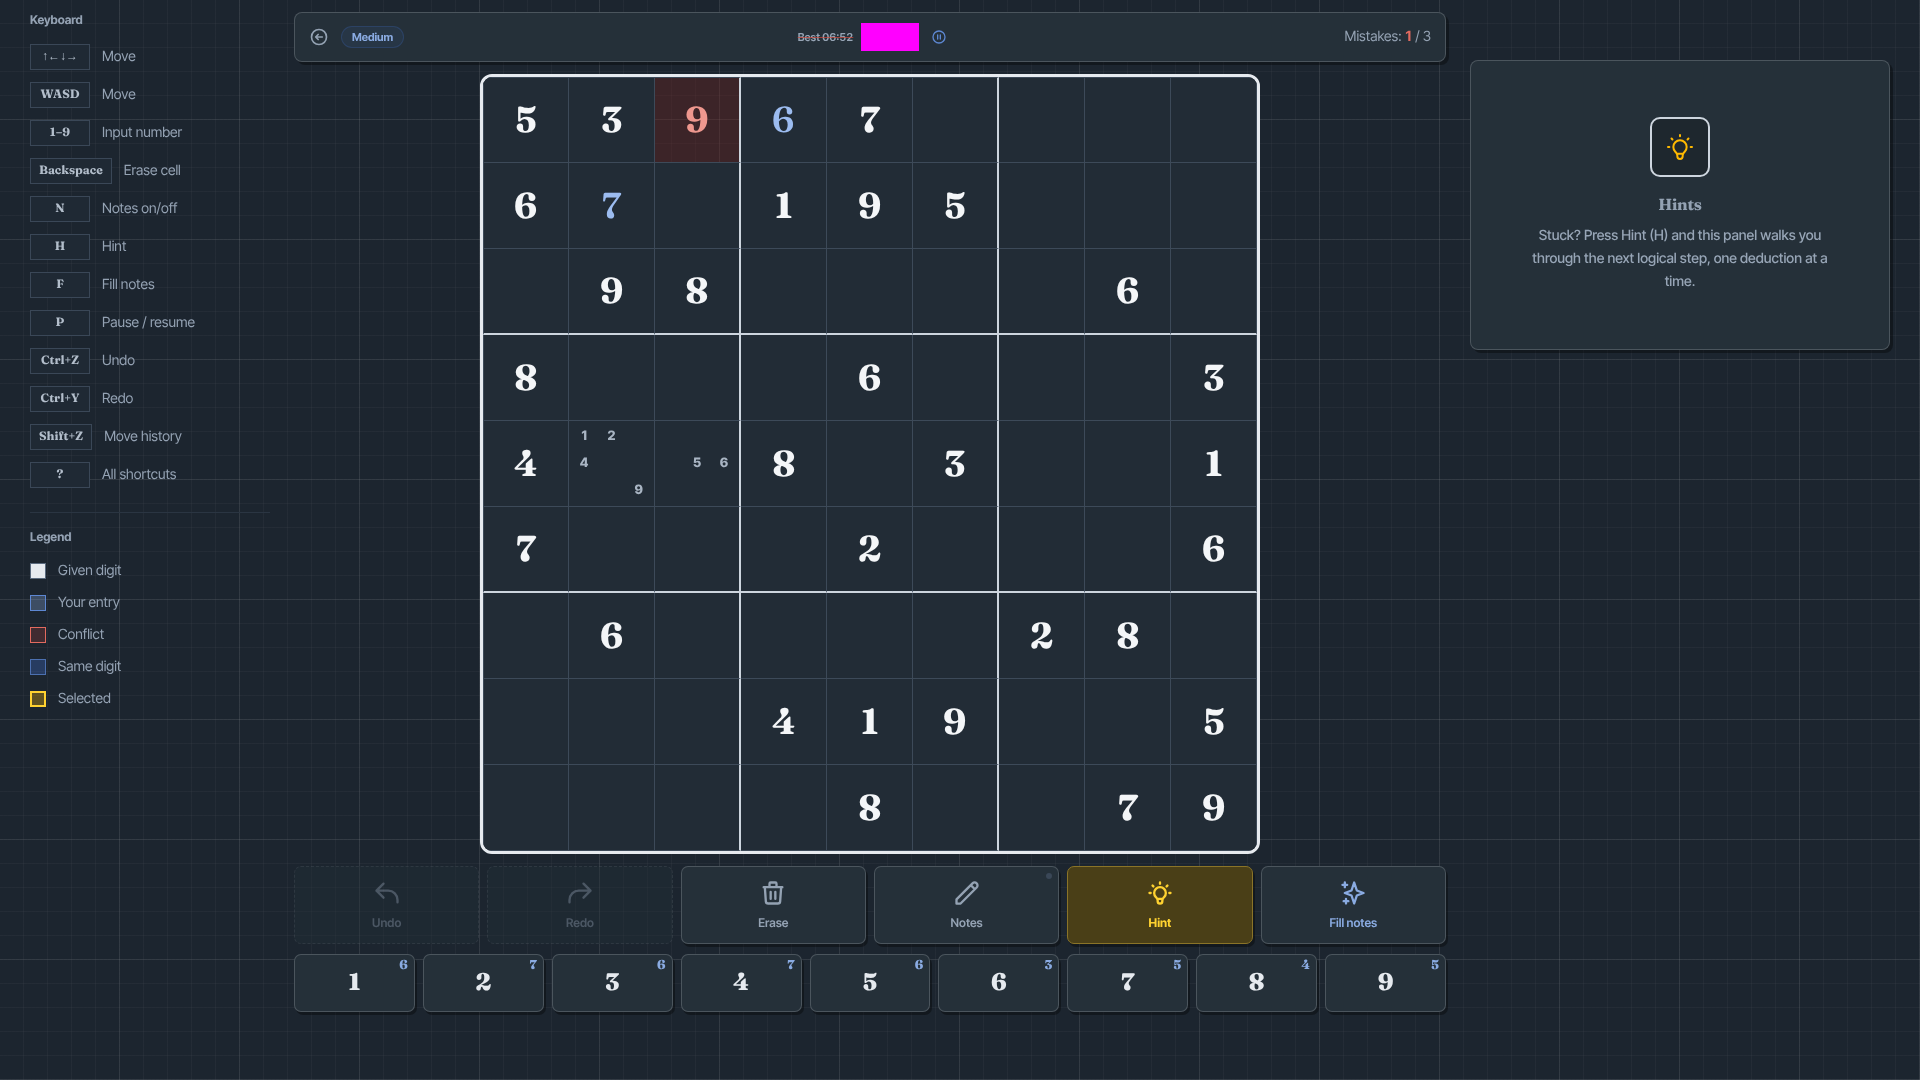 Keyboard
↑←↓→ Move
WASD Move
1–9 Input number
Backspace Erase cell
N Notes on/off
H Hint
F Fill notes
P Pause / resume
Ctrl+Z Undo
Ctrl+Y Redo
Shift+Z Move history
? All shortcuts
Legend
Given digit
Your entry
Conflict
Same digit
Selected
Medium
Best 06:52
Mistakes: 1 / 3
5 3 9 6 7
6 7 1 9 5
9 8 6
8 6 3
1 2
4 4 5 6 8 3 1
9
7 2 6
6 2 8
4 1 9 5
8 7 9
Undo
Redo
Erase
Notes
Hint
Fill notes
1 6
2 7
3 6
4 7
5 6
6 3
7 5
8 4
9 5
Hints
Stuck? Press Hint (H) and this panel walks you
through the next logical step, one deduction at a
time.